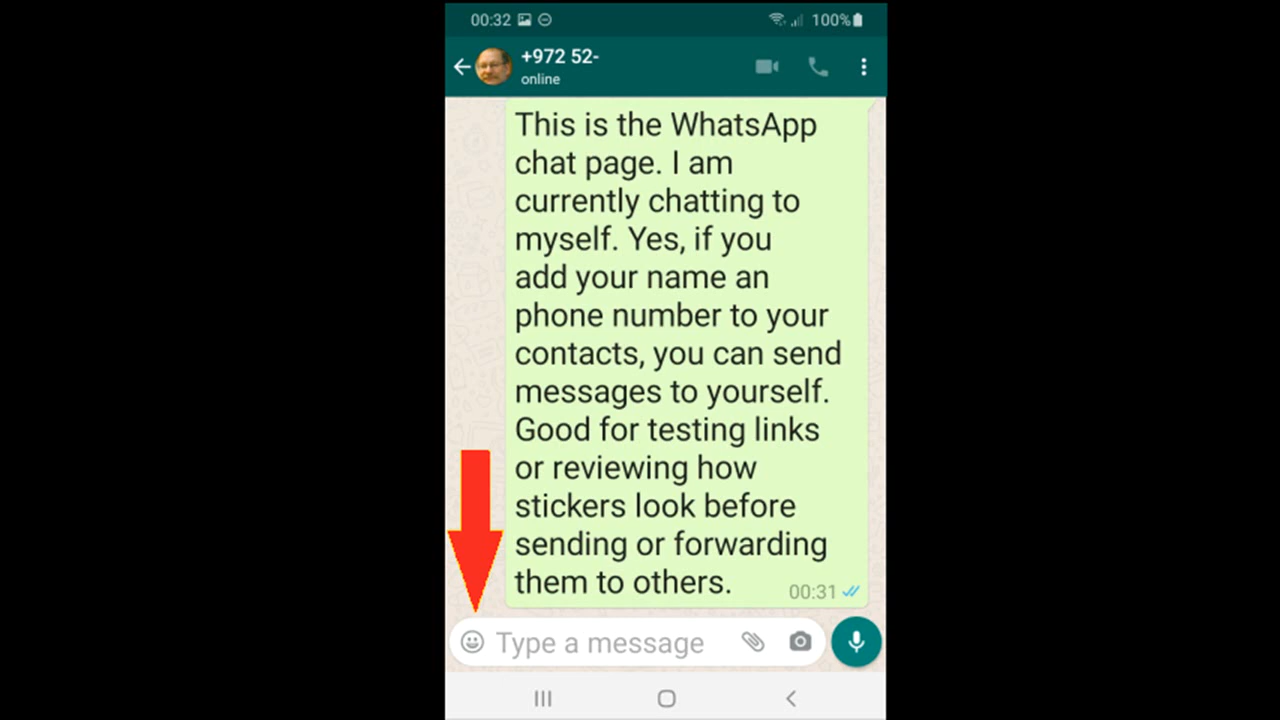 00:32
100%
+972 52-
online
This is the WhatsApp
chat page. I am
currently chatting to
myself. Yes, if you
add your name an
phone number to your
contacts, you can send
messages to yourself.
Good for testing links
or reviewing how
stickers look before
sending or forwarding
them to others.
00:31
Type a message